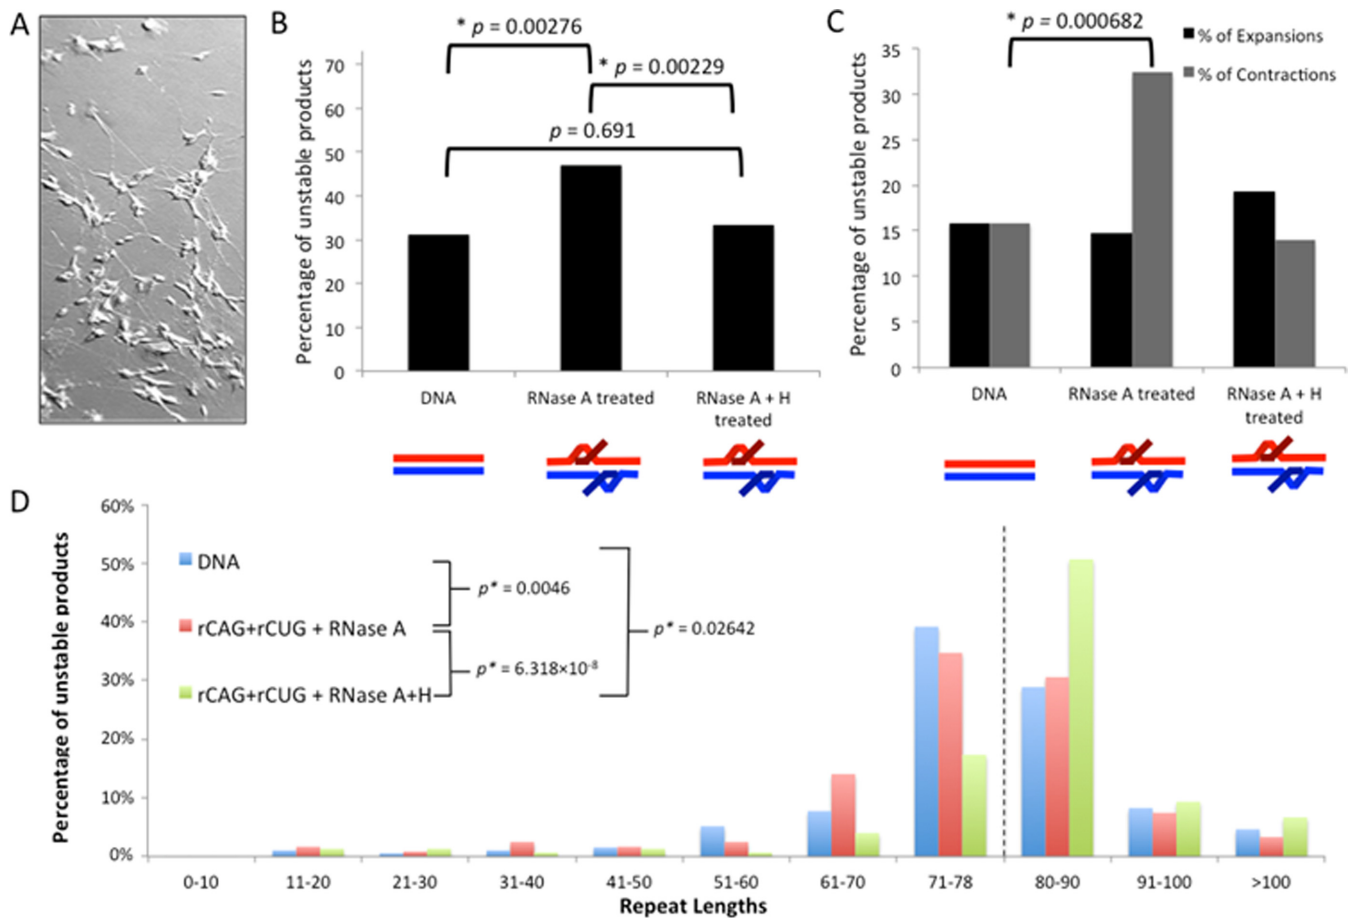 A
B
* p = 0.00276
* p = 0.00229
p = 0.691
Percentage of unstable products
70
60
50
40
30
20
10
0
DNA
RNase A treated
RNase A + H
treated
C
* p = 0.000682
% of Expansions
% of Contractions
Percentage of unstable products
35
30
25
20
15
10
5
0
DNA
RNase A treated
RNase A + H
treated
D
Percentage of unstable products
60%
50%
40%
30%
20%
10%
0%
DNA
rCAG+rCUG + RNase A
rCAG+rCUG + RNase A+H
p* = 0.0046
p* = 6.318×10⁻⁸
p* = 0.02642
0-10
11-20
21-30
31-40
41-50
51-60
61-70
71-78
80-90
91-100
>100
Repeat Lengths